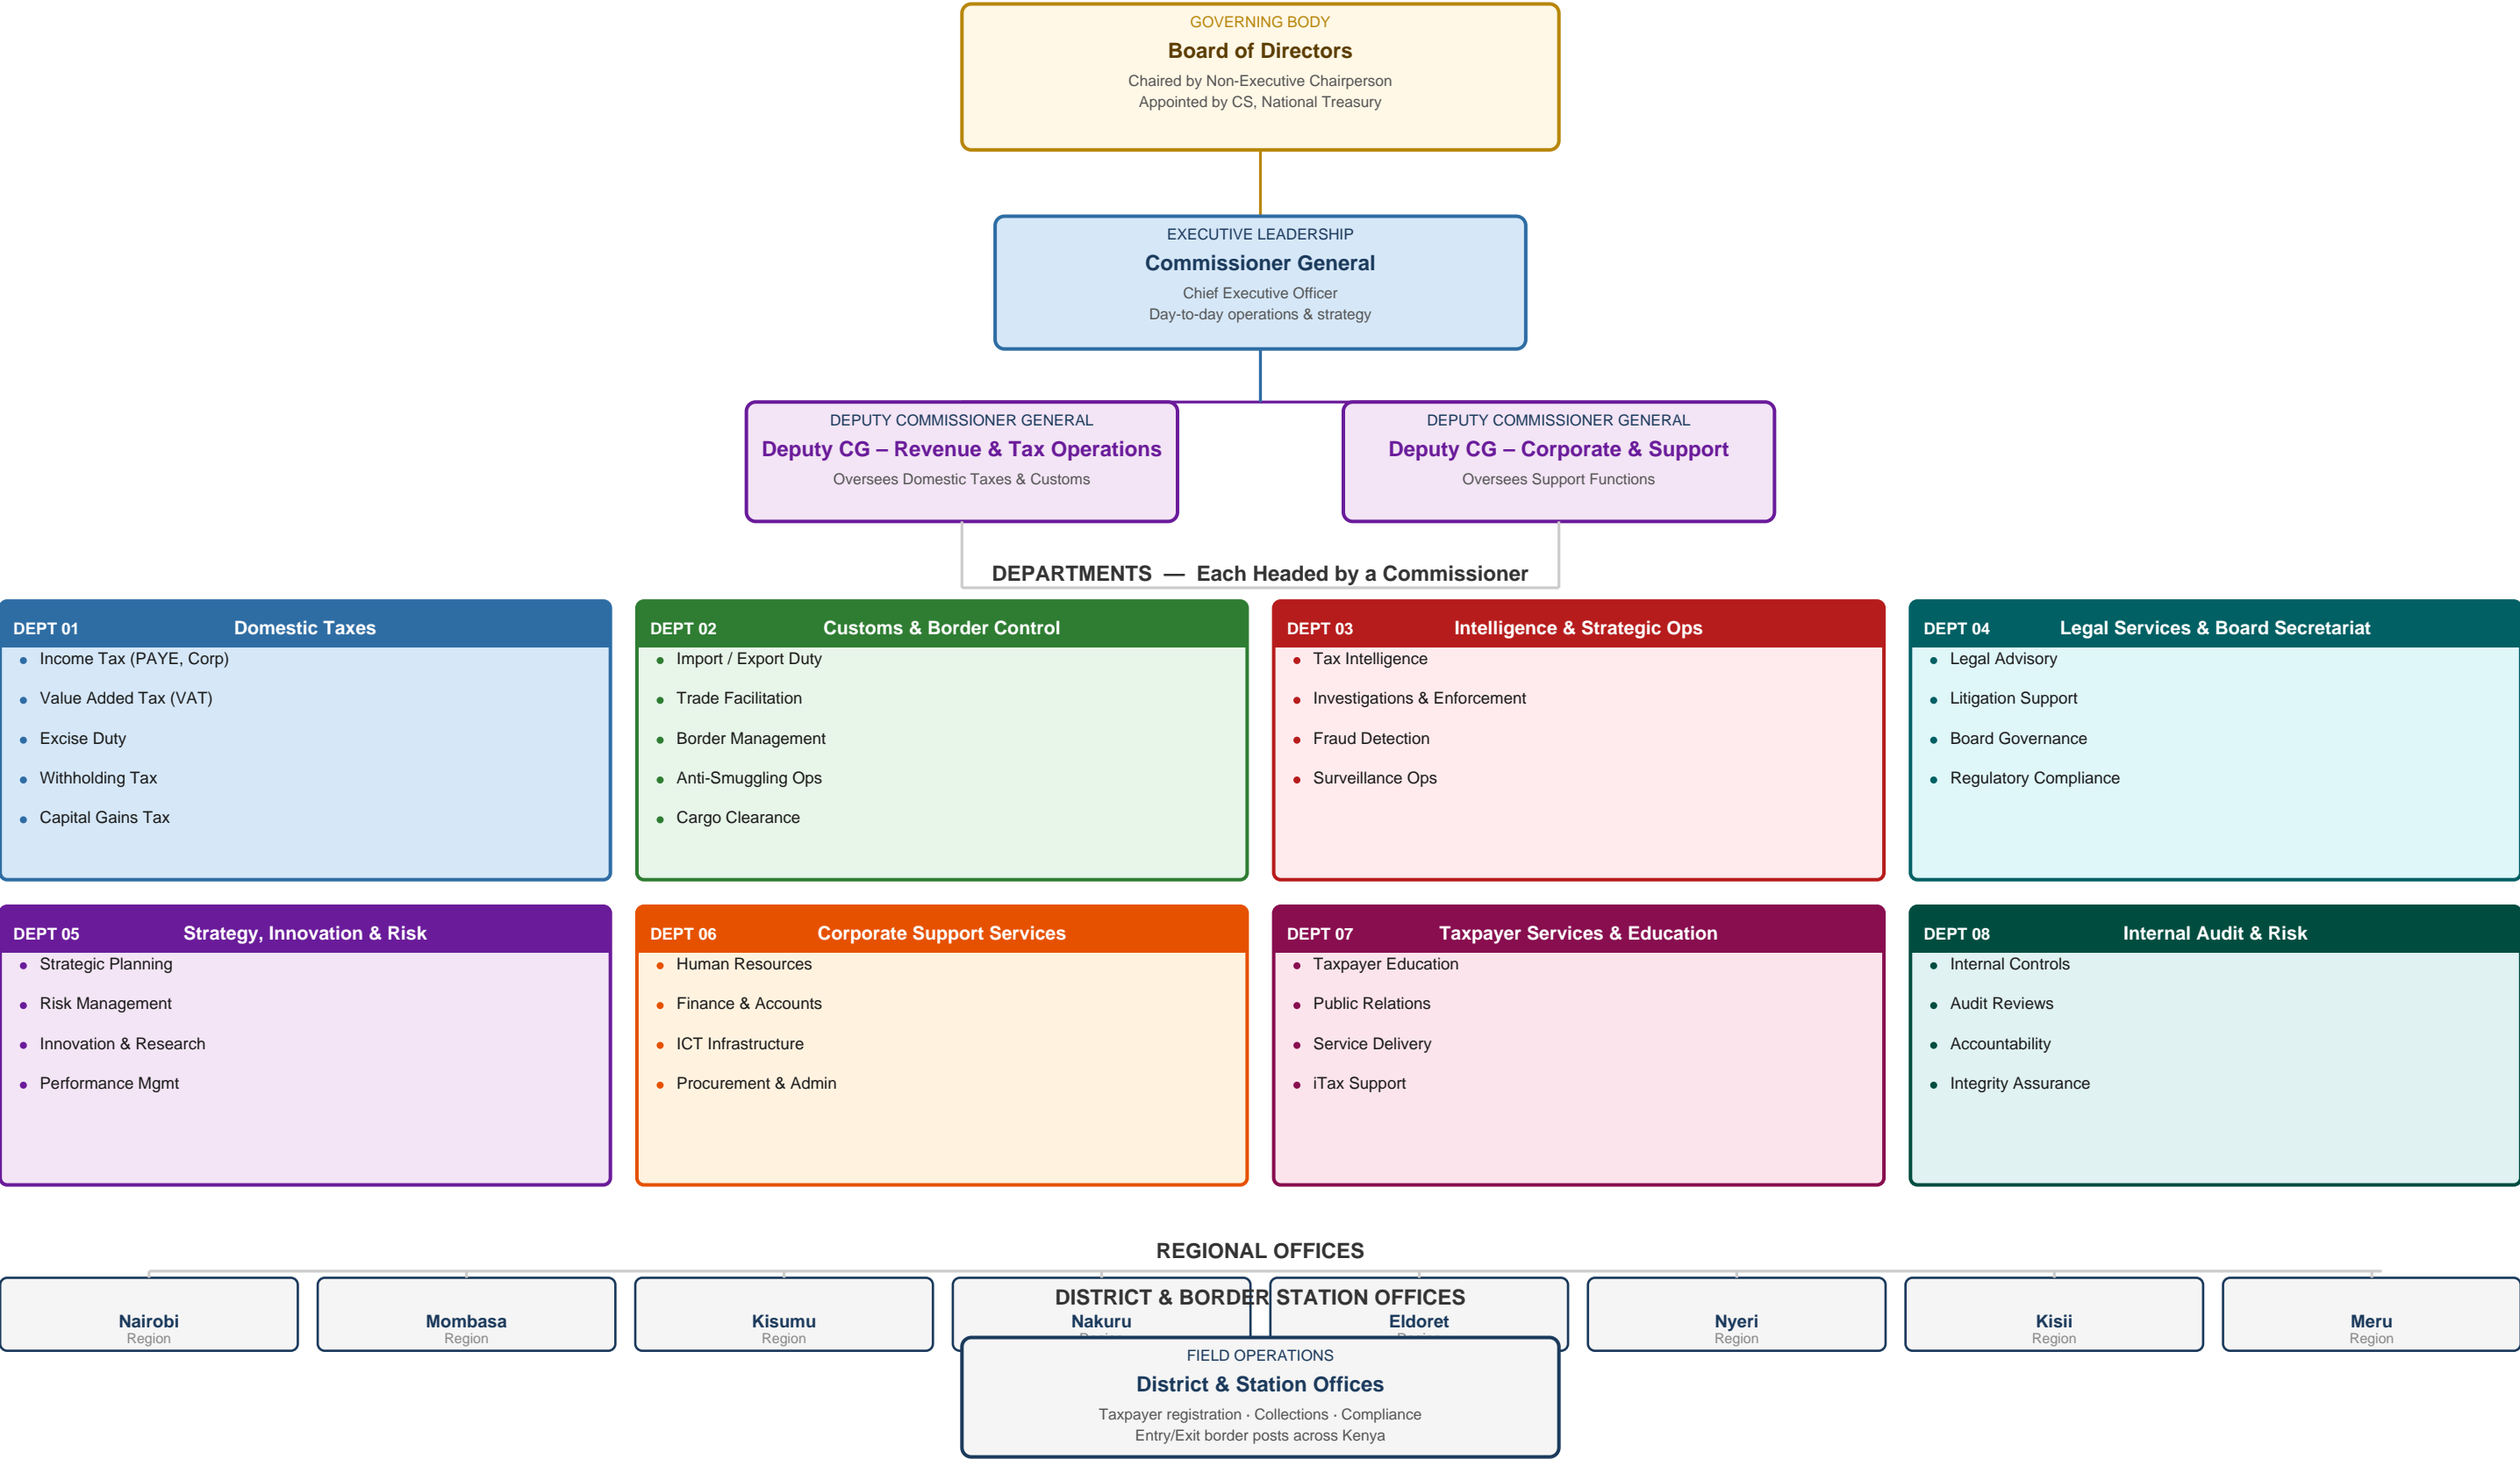 GOVERNING BODY
Board of Directors
Chaired by Non-Executive Chairperson
Appointed by CS, National Treasury
EXECUTIVE LEADERSHIP
Commissioner General
Chief Executive Officer
Day-to-day operations & strategy
DEPUTY COMMISSIONER GENERAL
Deputy CG – Revenue & Tax Operations
Oversees Domestic Taxes & Customs
DEPUTY COMMISSIONER GENERAL
Deputy CG – Corporate & Support
Oversees Support Functions
DEPARTMENTS — Each Headed by a Commissioner
DEPT 01 Domestic Taxes
• Income Tax (PAYE, Corp)
• Value Added Tax (VAT)
• Excise Duty
• Withholding Tax
• Capital Gains Tax
DEPT 02 Customs & Border Control
• Import / Export Duty
• Trade Facilitation
• Border Management
• Anti-Smuggling Ops
• Cargo Clearance
DEPT 03 Intelligence & Strategic Ops
• Tax Intelligence
• Investigations & Enforcement
• Fraud Detection
• Surveillance Ops
DEPT 04 Legal Services & Board Secretariat
• Legal Advisory
• Litigation Support
• Board Governance
• Regulatory Compliance
DEPT 05 Strategy, Innovation & Risk
• Strategic Planning
• Risk Management
• Innovation & Research
• Performance Mgmt
DEPT 06 Corporate Support Services
• Human Resources
• Finance & Accounts
• ICT Infrastructure
• Procurement & Admin
DEPT 07 Taxpayer Services & Education
• Taxpayer Education
• Public Relations
• Service Delivery
• iTax Support
DEPT 08 Internal Audit & Risk
• Internal Controls
• Audit Reviews
• Accountability
• Integrity Assurance
REGIONAL OFFICES
Nairobi
Region
Mombasa
Region
Kisumu
Region
DISTRICT & BORDER STATION OFFICES
Nakuru
Eldoret
Nyeri
Region
Kisii
Region
Meru
Region
FIELD OPERATIONS
District & Station Offices
Taxpayer registration · Collections · Compliance
Entry/Exit border posts across Kenya